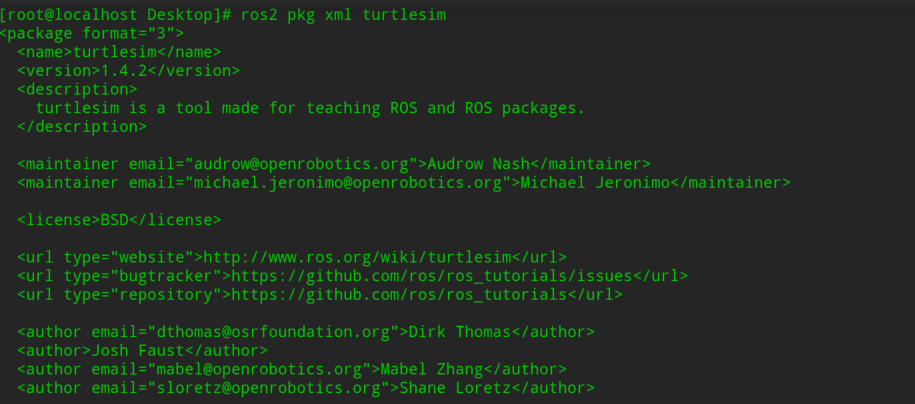 [root@localhost Desktop]# ros2 pkg xml turtlesim
<package format="3">
  <name>turtlesim</name>
  <version>1.4.2</version>
  <description>
    turtlesim is a tool made for teaching ROS and ROS packages.
  </description>

  <maintainer email="audrow@openrobotics.org">Audrow Nash</maintainer>
  <maintainer email="michael.jeronimo@openrobotics.org">Michael Jeronimo</maintainer>

  <license>BSD</license>

  <url type="website">http://www.ros.org/wiki/turtlesim</url>
  <url type="bugtracker">https://github.com/ros/ros_tutorials/issues</url>
  <url type="repository">https://github.com/ros/ros_tutorials</url>

  <author email="dthomas@osrfoundation.org">Dirk Thomas</author>
  <author>Josh Faust</author>
  <author email="mabel@openrobotics.org">Mabel Zhang</author>
  <author email="sloretz@openrobotics.org">Shane Loretz</author>